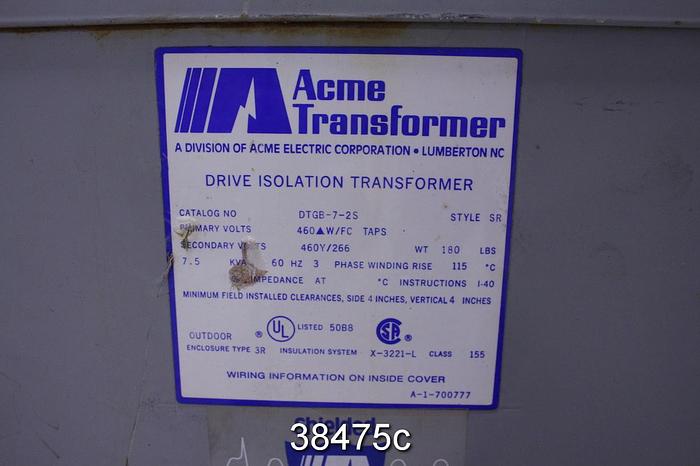 Acme
Transformer
A DIVISION OF ACME ELECTRIC CORPORATION • LUMBERTON NC
DRIVE ISOLATION TRANSFORMER
CATALOG NO DTGB-7-2S STYLE SR
PRIMARY VOLTS 460▲W/FC TAPS
SECONDARY VOLTS 460Y/266 WT 180 LBS
7.5 KVA 60 HZ 3 PHASE WINDING RISE 115 °C
% IMPEDANCE AT °C INSTRUCTIONS I-40
MINIMUM FIELD INSTALLED CLEARANCES, SIDE 4 INCHES, VERTICAL 4 INCHES
OUTDOOR ® UL LISTED 50B8 SA ®
ENCLOSURE TYPE 3R INSULATION SYSTEM X-3221-L CLASS 155
WIRING INFORMATION ON INSIDE COVER
A-1-700777
Shielded
38475c